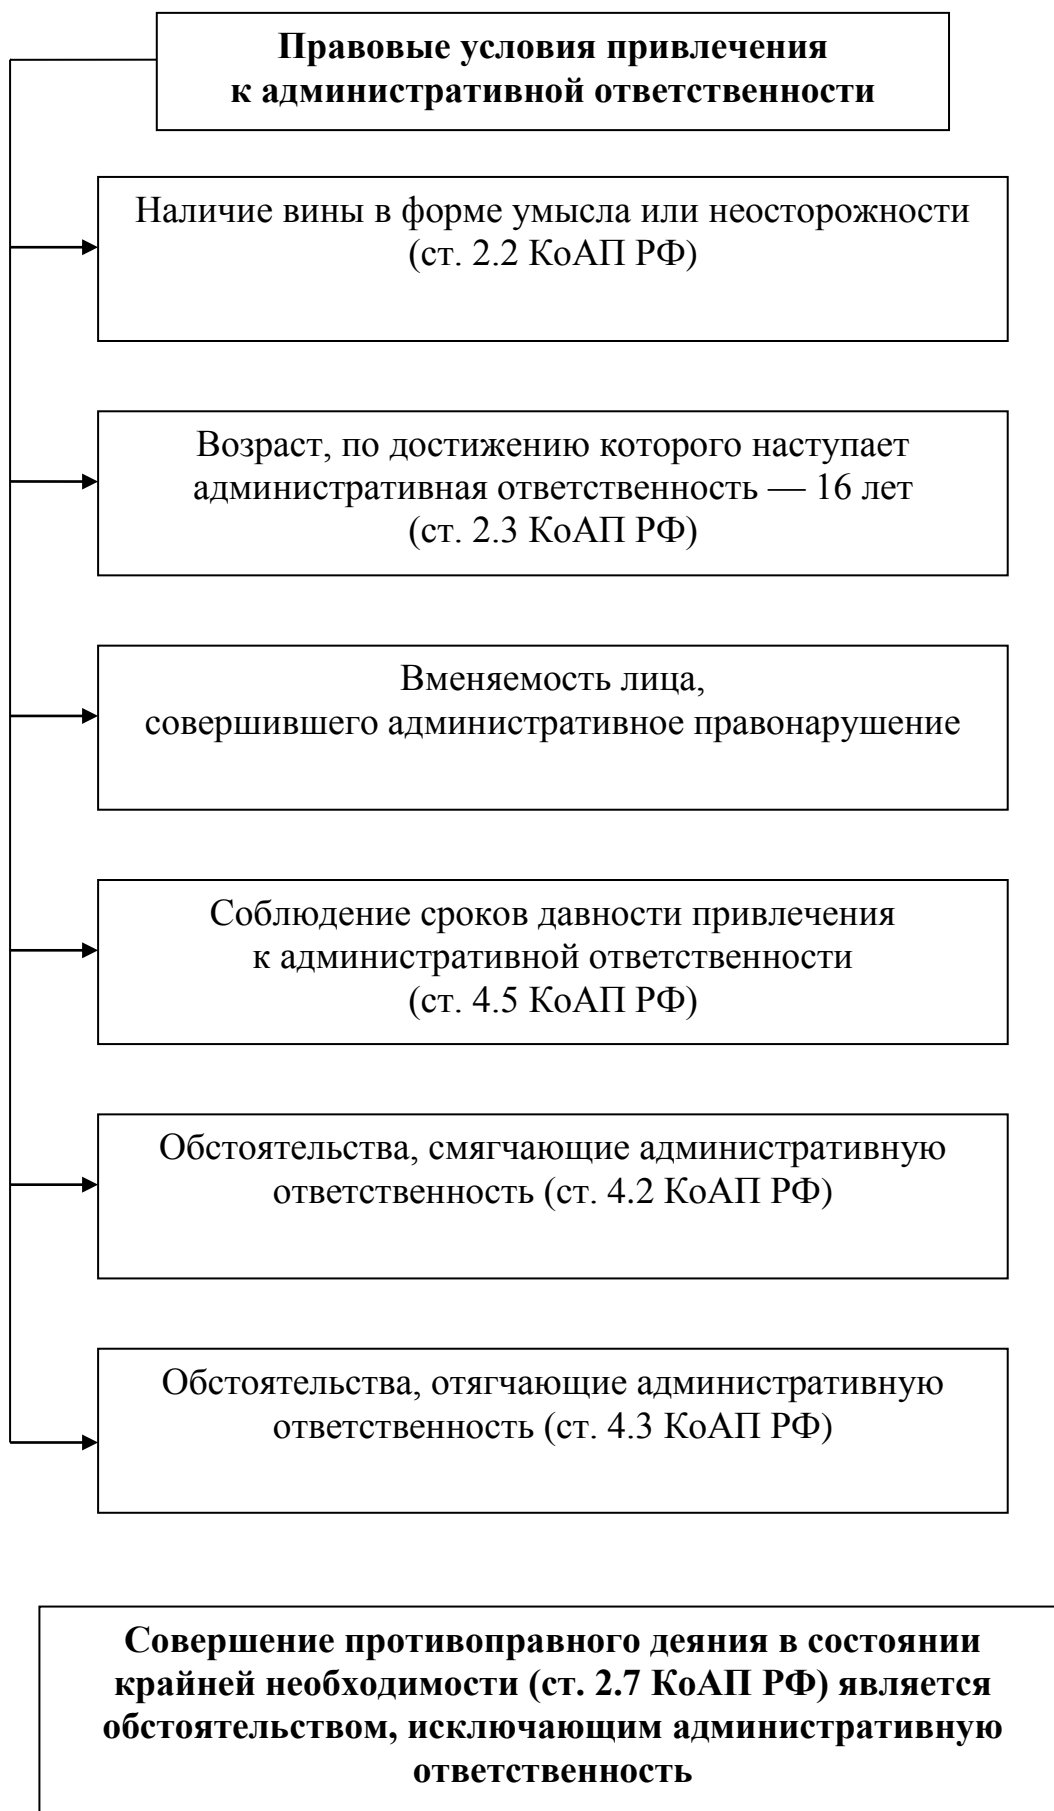 Правовые условия привлечения
к административной ответственности
Наличие вины в форме умысла или неосторожности
(ст. 2.2 КоАП РФ)
Возраст, по достижению которого наступает
административная ответственность — 16 лет
(ст. 2.3 КоАП РФ)
Вменяемость лица,
совершившего административное правонарушение
Соблюдение сроков давности привлечения
к административной ответственности
(ст. 4.5 КоАП РФ)
Обстоятельства, смягчающие административную
ответственность (ст. 4.2 КоАП РФ)
Обстоятельства, отягчающие административную
ответственность (ст. 4.3 КоАП РФ)
Совершение противоправного деяния в состоянии
крайней необходимости (ст. 2.7 КоАП РФ) является
обстоятельством, исключающим административную
ответственность